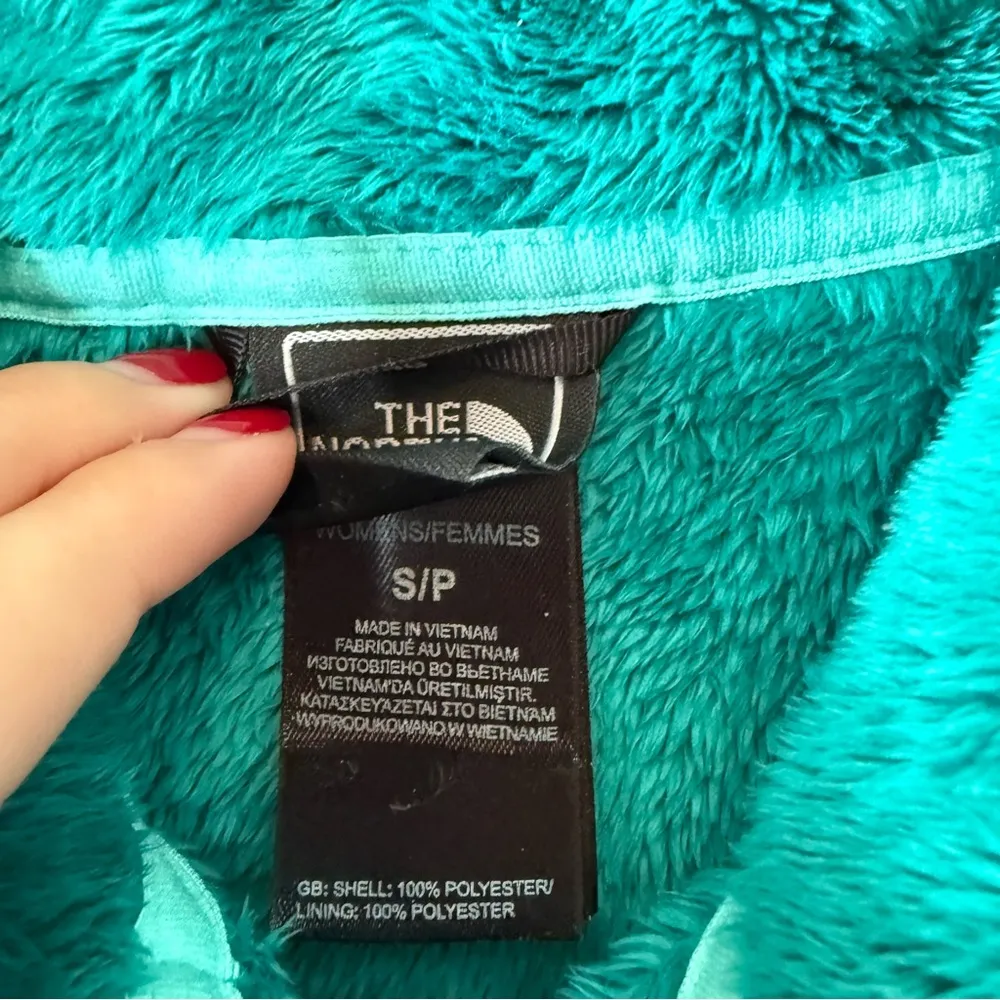 THE
NORTH
WOMENS/FEMMES
S/P
MADE IN VIETNAM
FABRIQUÉ AU VIETNAM
ИЗГОТОВЛЕНО ВО ВЬЕТНАМЕ
VIETNAM'DA ÜRETILMIŞTIR.
ΚΑΤΑΣΚΕΥΑΖΕΤΑΙ ΣΤΟ ΒΙΕΤΝΑΜ
WYPRODUKOWANO W WIETNAMIE
GB: SHELL: 100% POLYESTER/
LINING: 100% POLYESTER